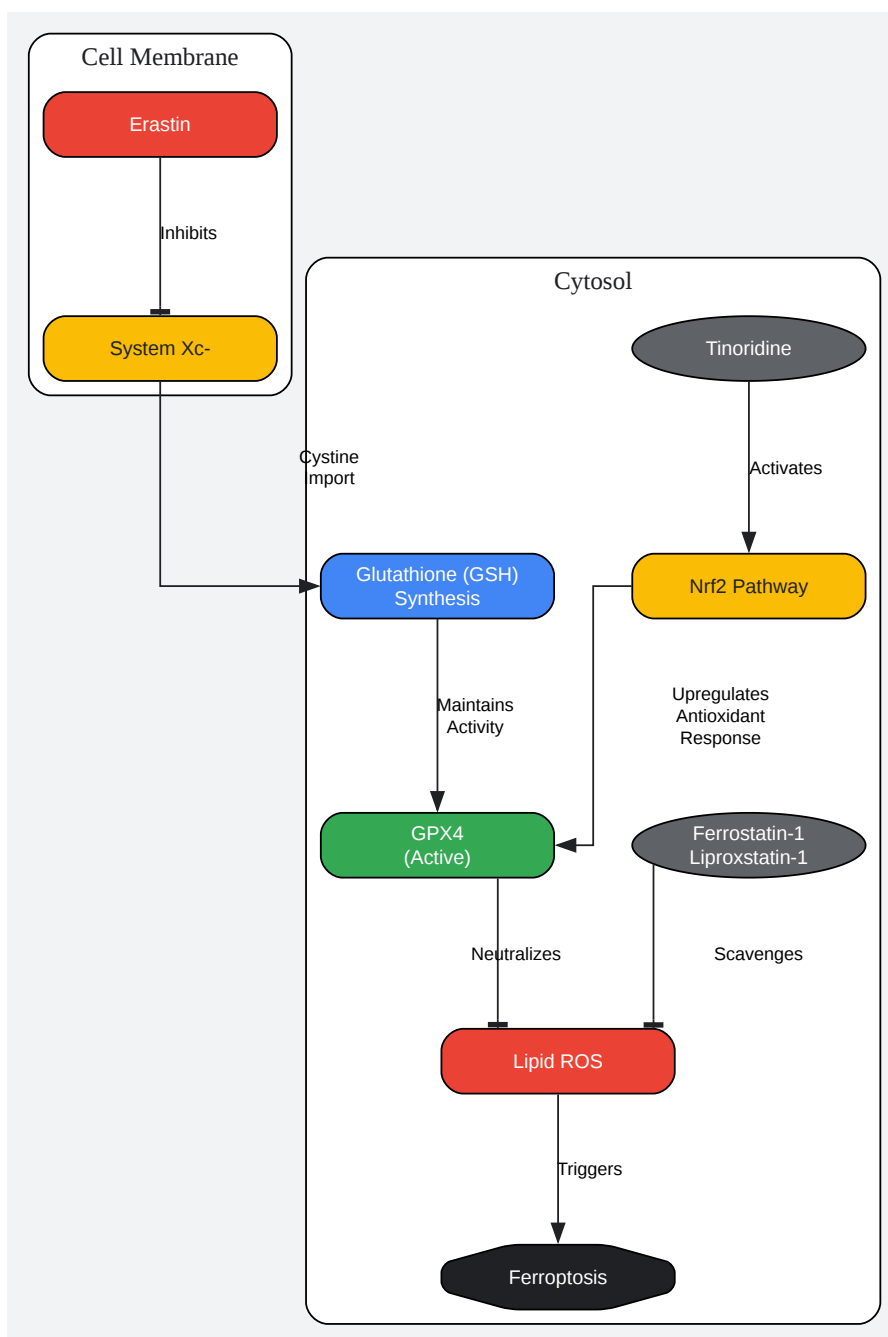 Cell Membrane
Erastin
Inhibits
System Xc-
Cytosol
Tinoridine
Cystine
Import
Activates
Glutathione (GSH)
Synthesis
Nrf2 Pathway
Maintains
Activity
Upregulates
Antioxidant
Response
GPX4
(Active)
Ferrostatin-1
Liproxstatin-1
Neutralizes
Scavenges
Lipid ROS
Triggers
Ferroptosis